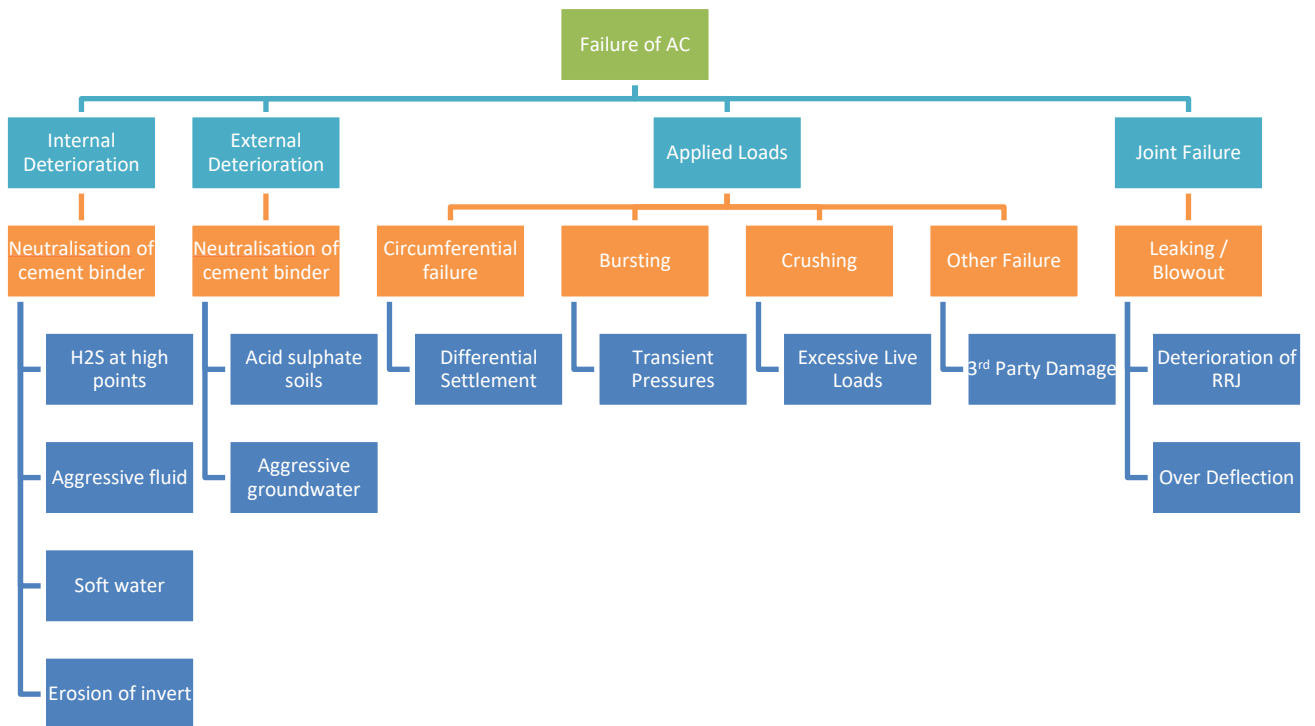 Failure of AC
Internal
Deterioration
External
Deterioration
Applied Loads
Joint Failure
Neutralisation of
cement binder
Neutralisation of
cement binder
Circumferential
failure
Bursting
Crushing
Other Failure
Leaking /
Blowout
H2S at high
points
Acid sulphate
soils
Differential
Settlement
Transient
Pressures
Excessive Live
Loads
3rd Party Damage
Deterioration of
RRJ
Aggressive fluid
Aggressive
groundwater
Over Deflection
Soft water
Erosion of invert